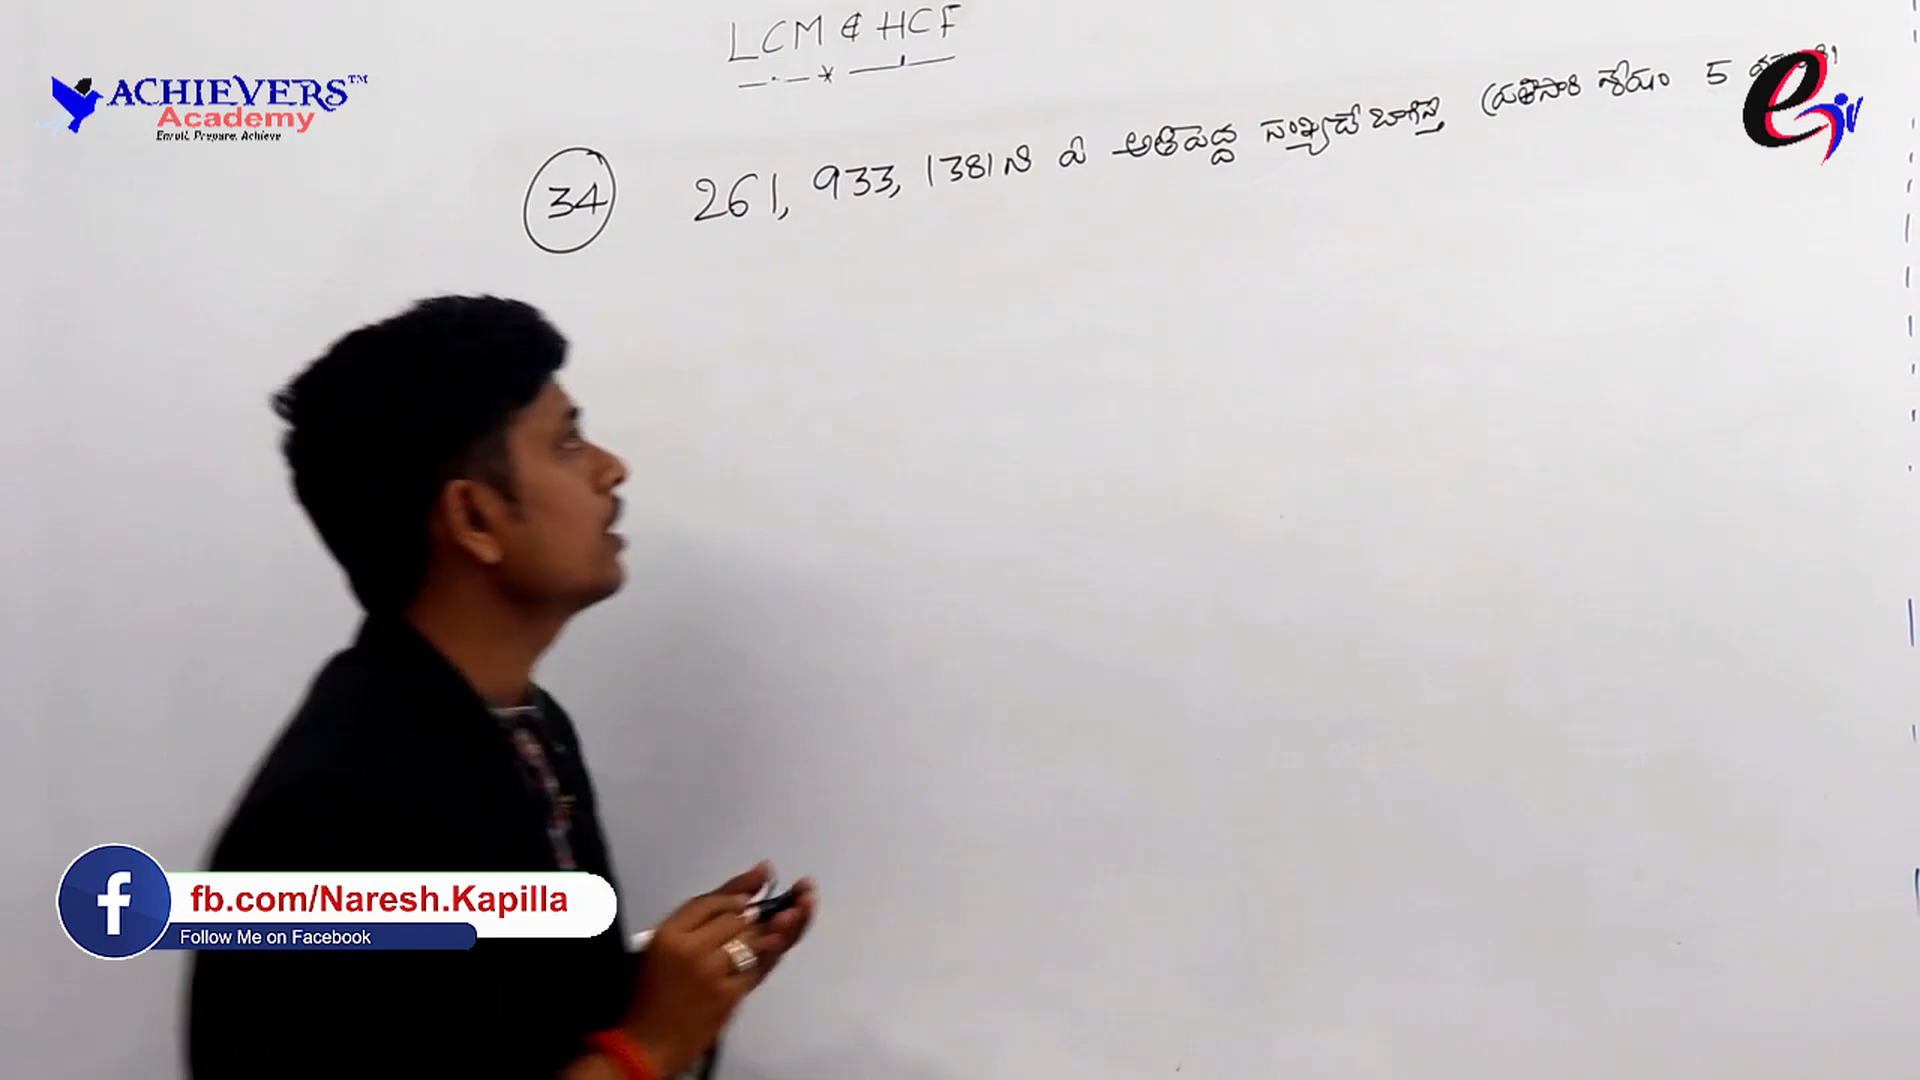 LCM & HCF
ACHIEVERS™
Academy
Enroll, Prepare, Achieve
34 261, 933, 1381 ని ఏ అతిపెద్ద సంఖ్యచే బాగిస్తే ప్రతిసారి శేషం 5
e
fb.com/Naresh.Kapilla
Follow Me on Facebook